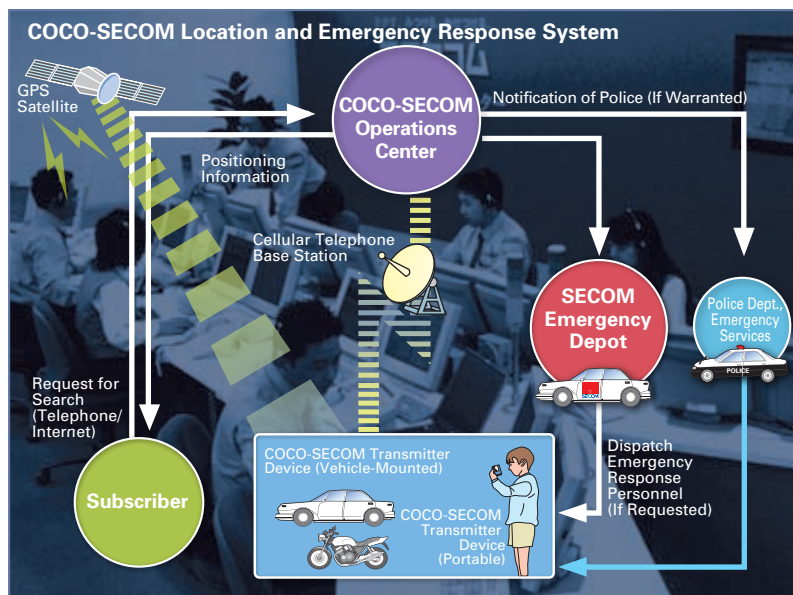 COCO-SECOM Location and Emergency Response System
GPS
Satellite
COCO-SECOM
Operations
Center
Notification of Police (If Warranted)
Positioning
Information
Cellular Telephone
Base Station
SECOM
Emergency
Depot
Police Dept.,
Emergency
Services
POLICE
SECOM
Request for
Search
(Telephone/
Internet)
Subscriber
COCO-SECOM Transmitter
Device (Vehicle-Mounted)
COCO-SECOM
Transmitter
Device
(Portable)
Dispatch
Emergency
Response
Personnel
(If Requested)